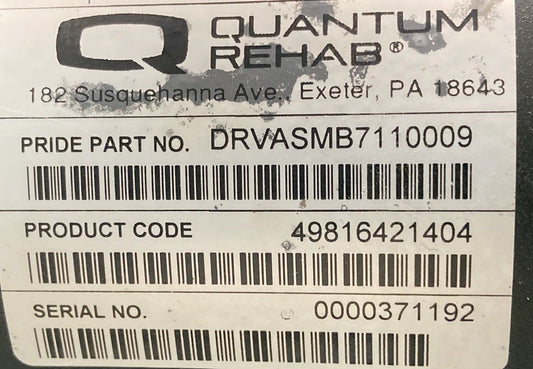 QUANTUM
REHAB®
182 Susquehanna Ave., Exeter, PA 18643
PRIDE PART NO. DRVASMB7110009
PRODUCT CODE 49816421404
SERIAL NO. 0000371192